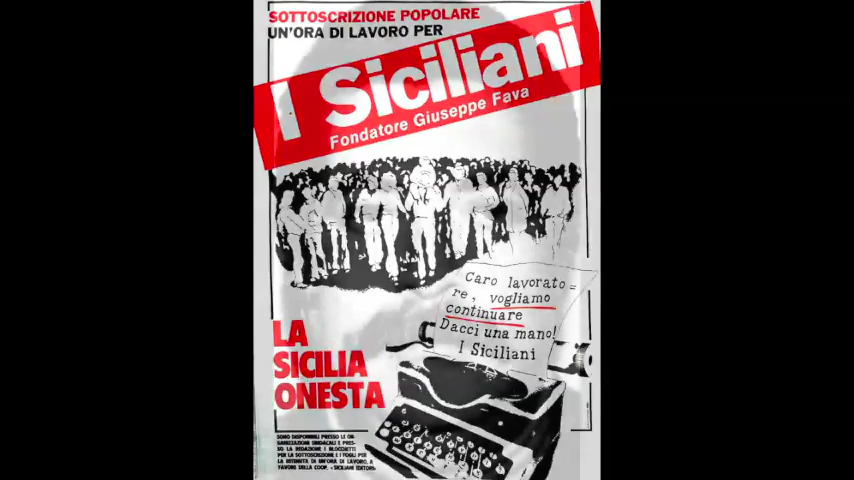 SOTTOSCRIZIONE POPOLARE
UN'ORA DI LAVORO PER
I Siciliani
Fondatore Giuseppe Fava
Caro lavorato=
re, vogliamo
continuare
Dacci una mano!
I Siciliani
LA
SICILIA
ONESTA
SONO DISPONIBILI PRESSO LE OR-
GANIZZAZIONI SINDACALI E PRES-
SO LA REDAZIONE I BLOCCHETTI
PER LA SOTTOSCRIZIONE E I FOGLI PER
LA RITENUTA DI UN'ORA DI LAVORO, A
FAVORE DELLA COOP. «SICILIANI EDITORI»